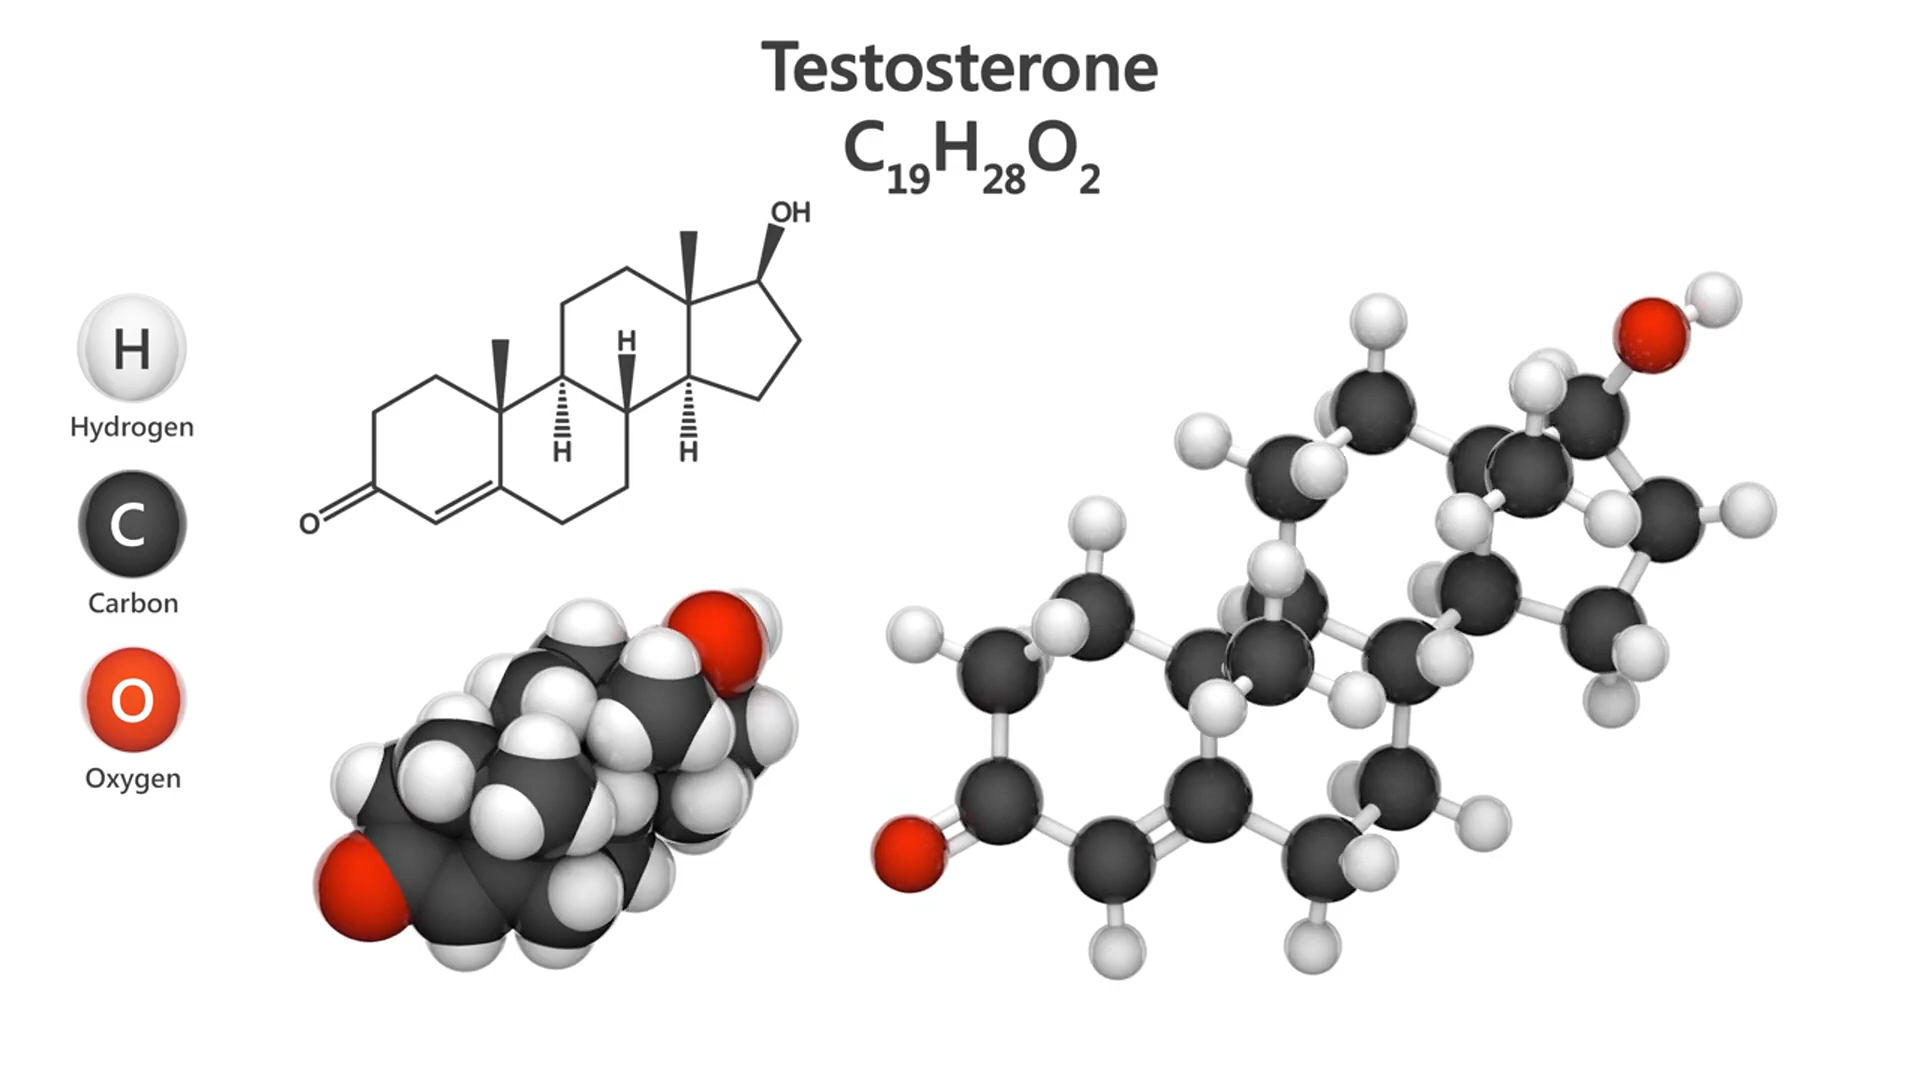 Testosterone
C₁₉H₂₈O₂
OH
H
H
H
H
O
H
Hydrogen
C
Carbon
O
Oxygen